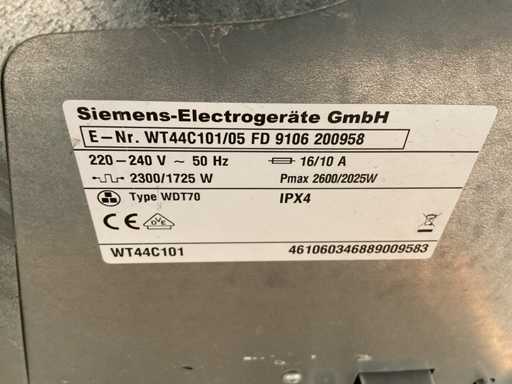 Siemens-Electrogeräte GmbH
E-Nr. WT44C101/05 FD 9106 200958
220-240 V ~ 50 Hz 16/10 A
2300/1725 W Pmax 2600/2025W
Type WDT70 IPX4
CE DVE
WT44C101 461060346889009583